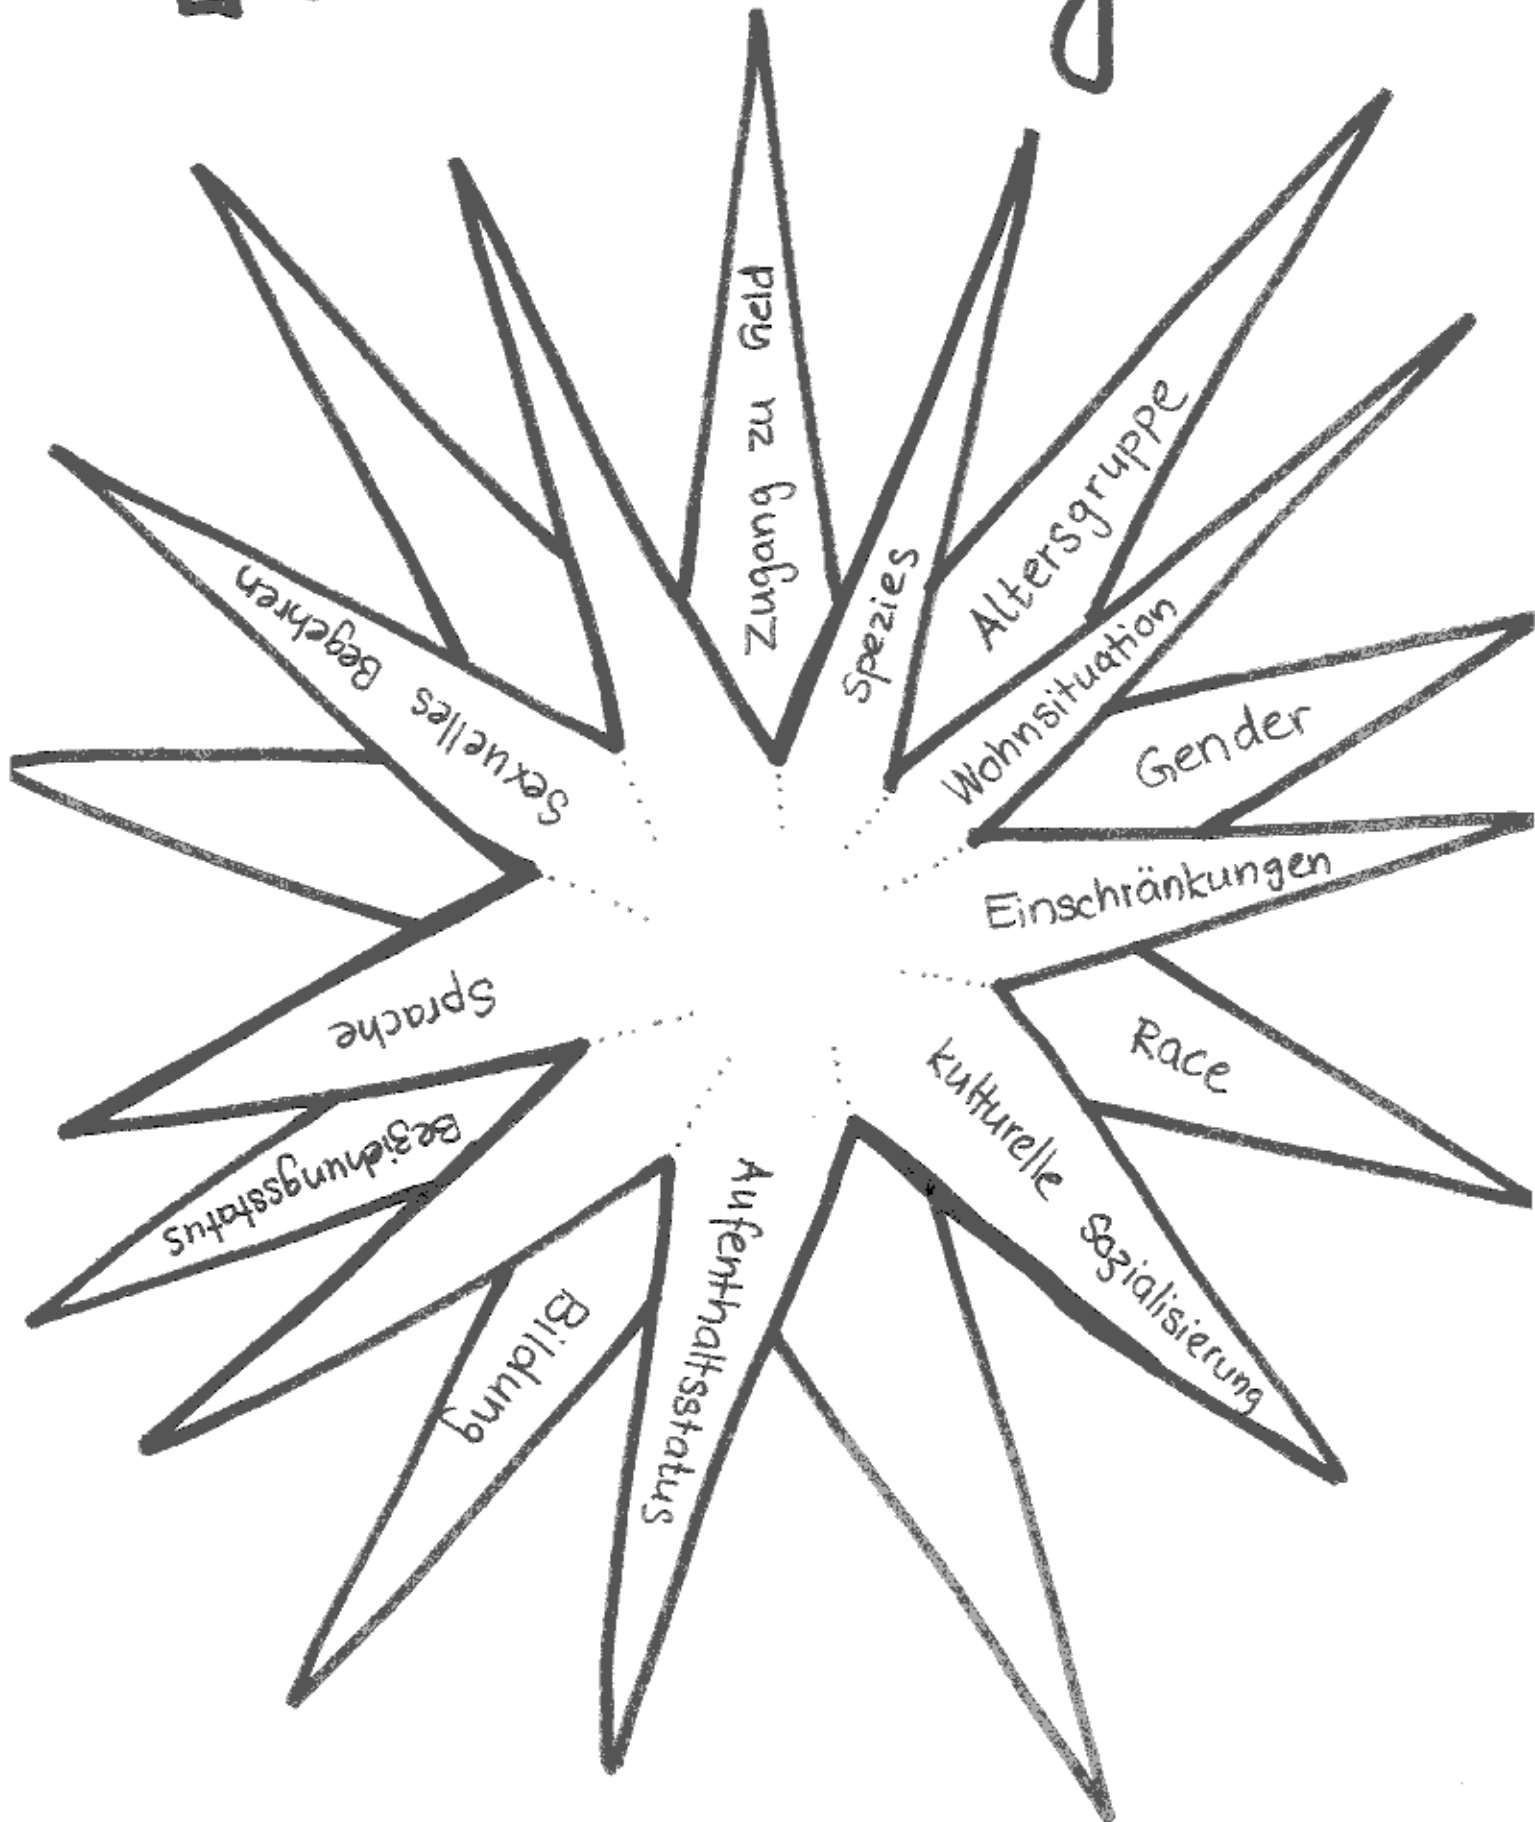 Zugang zu Geld
Spezies
Altersgruppe
Wohnsituation
Gender
Einschränkungen
Race
kulturelle Sozialisierung
Aufenthaltsstatus
Bildung
Beziehungsstatus
Sprache
Sexuelles Begehren